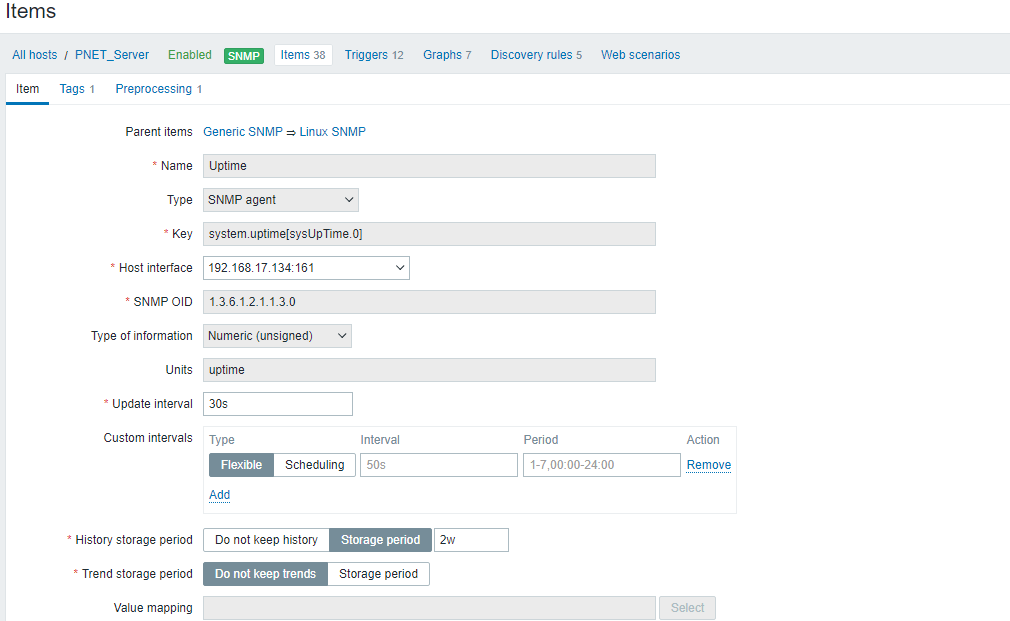 Items
All hosts / PNET_Server Enabled SNMP Items 38 Triggers 12 Graphs 7 Discovery rules 5 Web scenarios
Item Tags 1 Preprocessing 1
Parent items Generic SNMP ⇒ Linux SNMP
* Name Uptime
Type SNMP agent
* Key system.uptime[sysUpTime.0]
* Host interface 192.168.17.134:161
* SNMP OID 1.3.6.1.2.1.1.3.0
Type of information Numeric (unsigned)
Units uptime
* Update interval 30s
Custom intervals Type Interval Period Action
Flexible Scheduling 50s 1-7,00:00-24:00 Remove
Add
* History storage period Do not keep history Storage period 2w
* Trend storage period Do not keep trends Storage period
Value mapping Select